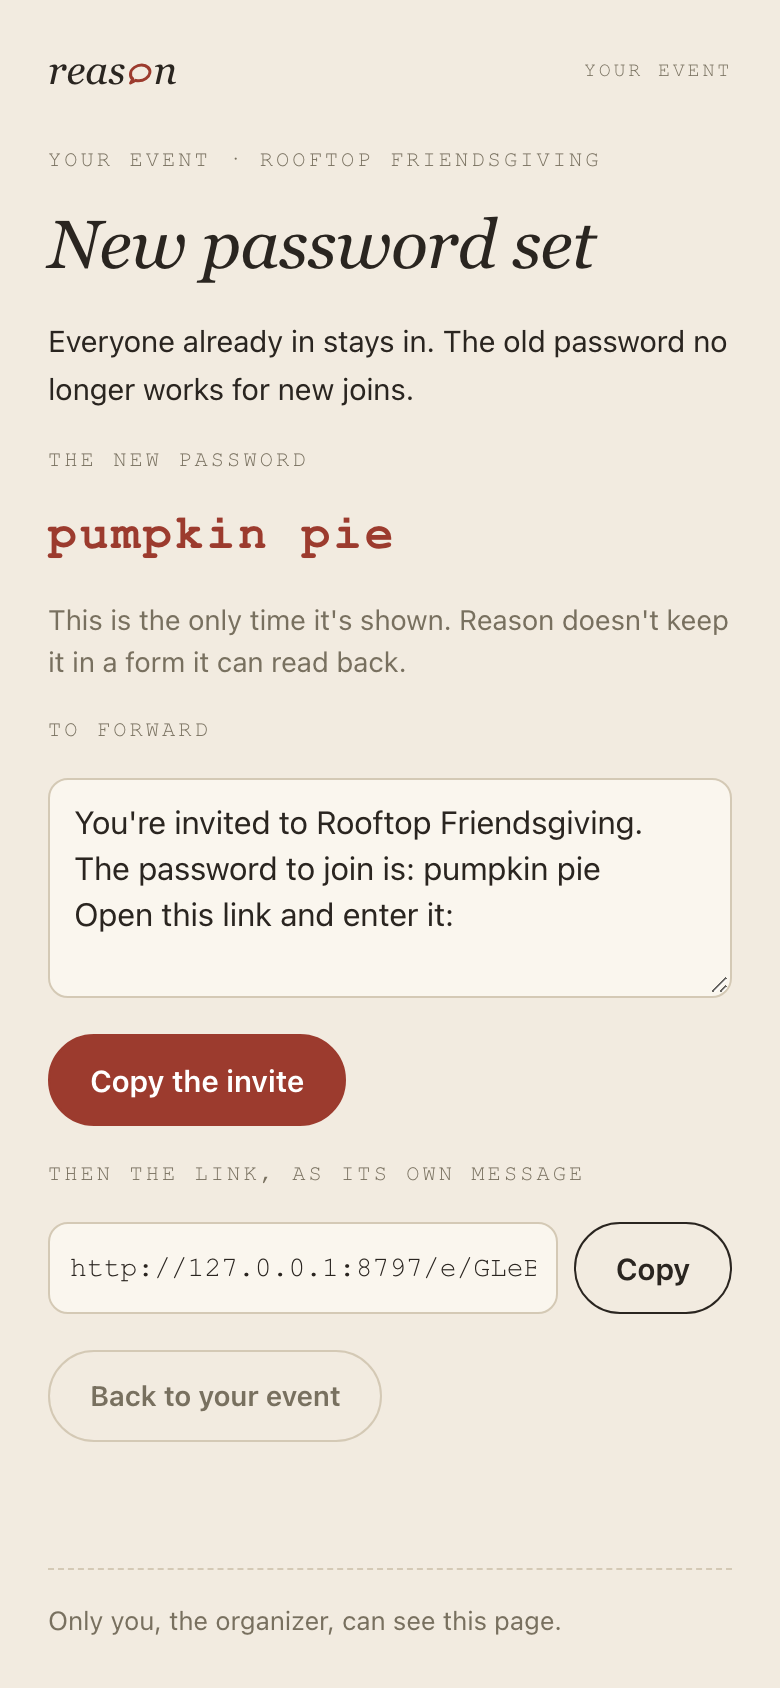 reason
YOUR EVENT
YOUR EVENT · ROOFTOP FRIENDSGIVING
New password set
Everyone already in stays in. The old password no
longer works for new joins.
THE NEW PASSWORD
pumpkin pie
This is the only time it's shown. Reason doesn't keep
it in a form it can read back.
TO FORWARD
You're invited to Rooftop Friendsgiving.
The password to join is: pumpkin pie
Open this link and enter it:
Copy the invite
THEN THE LINK, AS ITS OWN MESSAGE
http://127.0.0.1:8797/e/GLeB
Copy
Back to your event
Only you, the organizer, can see this page.